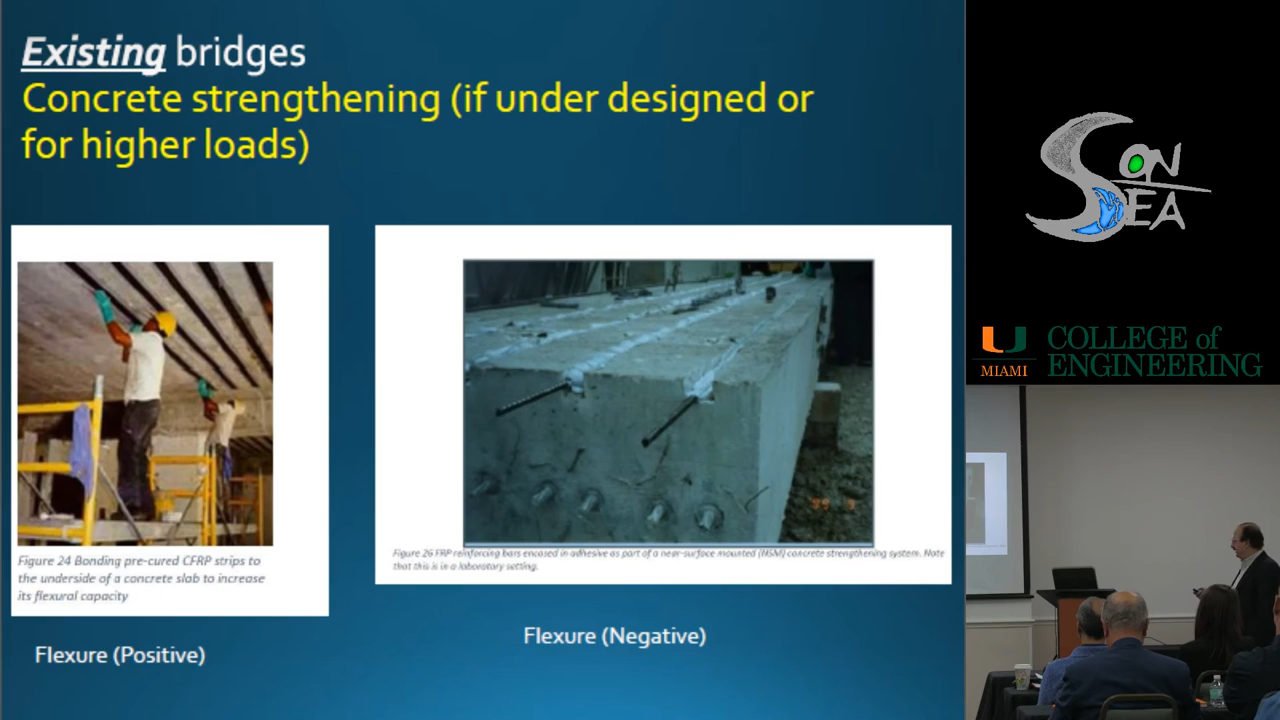 Existing bridges
Concrete strengthening (if under designed or
for higher loads)
Figure 24 Bonding pre-cured CFRP strips to
the underside of a concrete slab to increase
its flexural capacity
Figure 26 FRP reinforcing bars encased in adhesive as part of a near-surface mounted (NSM) concrete strengthening system. Note
that this is in a laboratory setting.
Flexure (Positive)
Flexure (Negative)
SEACON
U
MIAMI
COLLEGE of
ENGINEERING